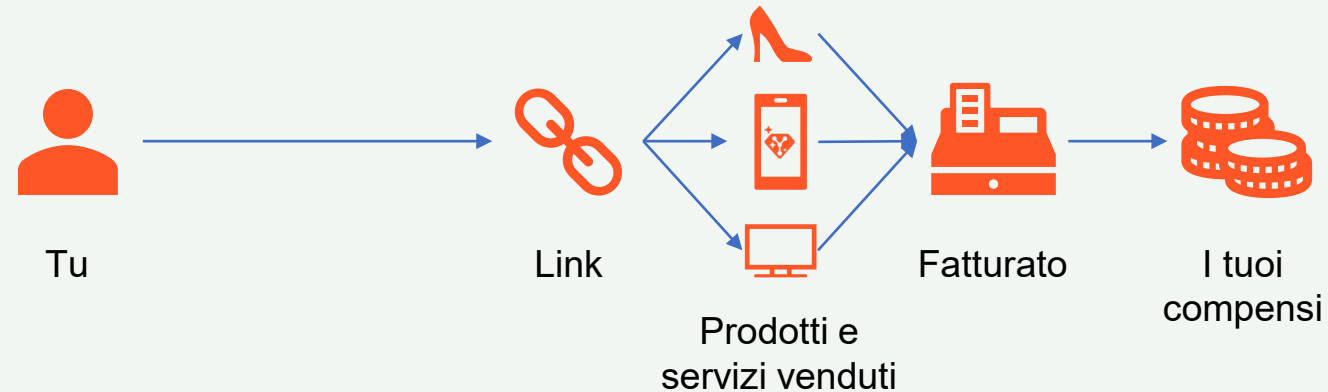 Tu
Link
Fatturato
I tuoi
compensi
Prodotti e
servizi venduti